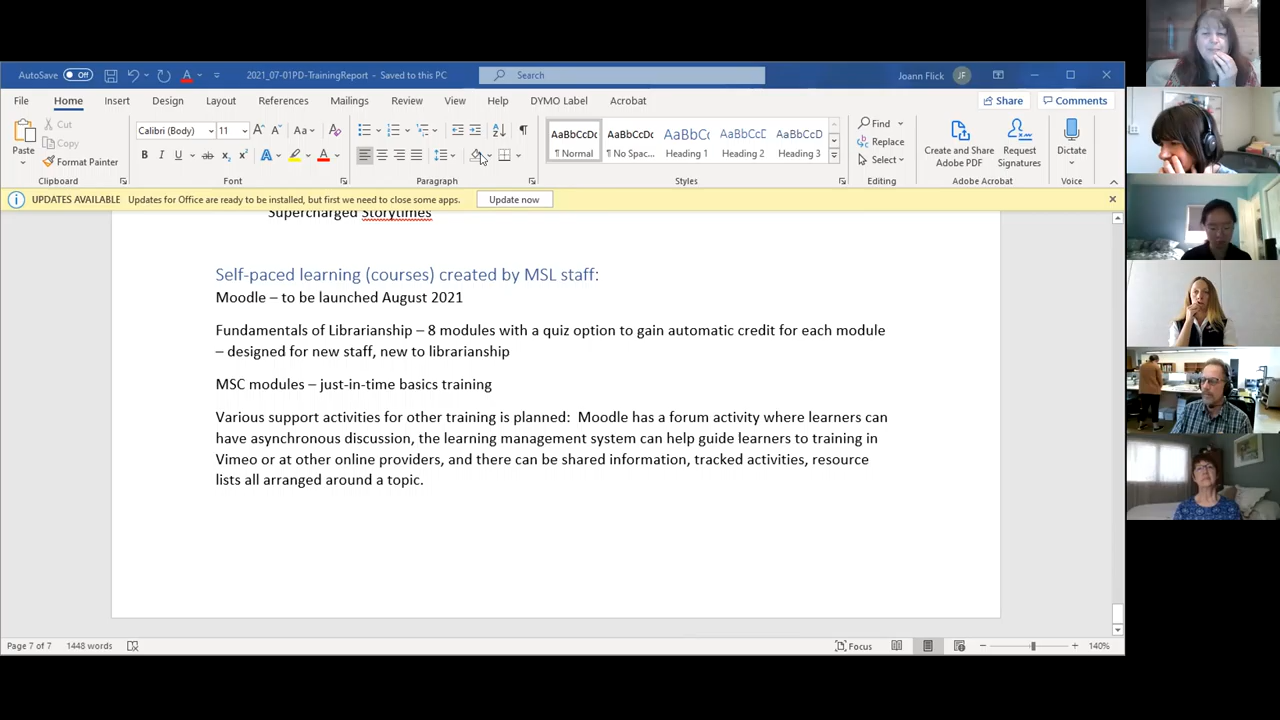 AutoSave Off 2021_07-01PD-TrainingReport - Saved to this PC Search Joann Flick JF
File Home Insert Design Layout References Mailings Review View Help DYMO Label Acrobat Share Comments
Paste
Cut
Copy
Format Painter
Clipboard
Calibri (Body) 11
Font
Paragraph
AaBbCcDc AaBbCcDc AaBbCc AaBbCcD AaBbCcD
¶ Normal ¶ No Spac... Heading 1 Heading 2 Heading 3
Styles
Find
Replace
Select
Editing
Create and Share
Adobe PDF
Request
Signatures
Adobe Acrobat
Dictate
Voice
UPDATES AVAILABLE Updates for Office are ready to be installed, but first we need to close some apps. Update now
Supercharged Storytimes
Self-paced learning (courses) created by MSL staff:
Moodle – to be launched August 2021
Fundamentals of Librarianship – 8 modules with a quiz option to gain automatic credit for each module
– designed for new staff, new to librarianship
MSC modules – just-in-time basics training
Various support activities for other training is planned:  Moodle has a forum activity where learners can
have asynchronous discussion, the learning management system can help guide learners to training in
Vimeo or at other online providers, and there can be shared information, tracked activities, resource
lists all arranged around a topic.
Page 7 of 7 1448 words Focus 140%